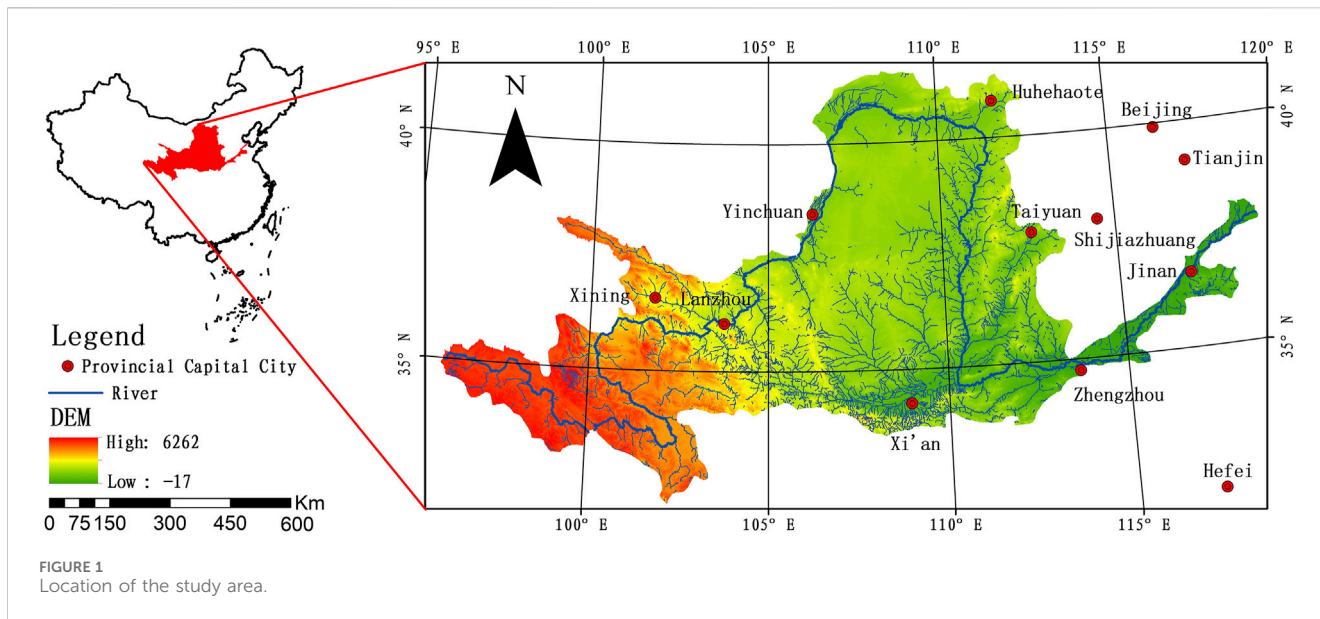 95° E 100° E 105° E 110° E 115° E 120° E
N
40° N
40° N
Huhehaote
Beijing
Tianjin
Yinchuan
Taiyuan
Shijiazhuang
Jinan
Xining
Lanzhou
35° N
35° N
Zhengzhou
Xi'an
Hefei
100° E 105° E 110° E 115° E
Legend
Provincial Capital City
River
DEM
High: 6262
Low : -17
Km
0 75 150 300 450 600
FIGURE 1
Location of the study area.